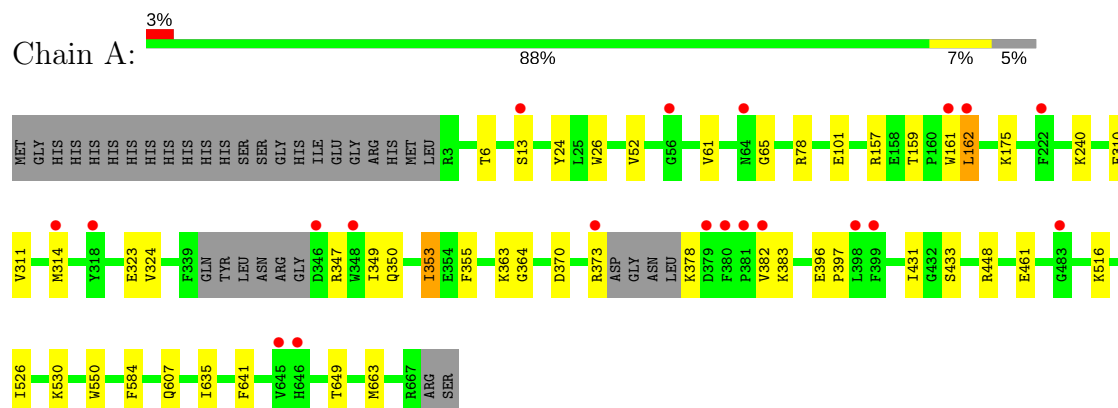 3%
Chain A:
88% 7% 5%
MET GLY HIS HIS HIS HIS HIS HIS HIS HIS HIS HIS SER SER GLY HIS ILE GLU GLY ARG HIS MET LEU R3 T6 S13 Y24 L25 W26 V52 G56 V61 N64 G65 R78 E101 R157 E158 T159 P160 W161 L162 K175 F222 K240
V311 M314 Y318 E323 V324 F339 GLN TYR LEU ASN ARG GLY D346 R347 W348 I349 Q350 I353 E354 F355 K363 G364 D370 R373 ASP GLY ASN LEU K378 D379 F380 P381 V382 K383 E396 P397 L398 F399 I431 G432 S433 R448 E461 G483 K516
I526 K530 W550 F584 Q607 I635 F641 V645 H646 T649 M663 R667 ARG SER